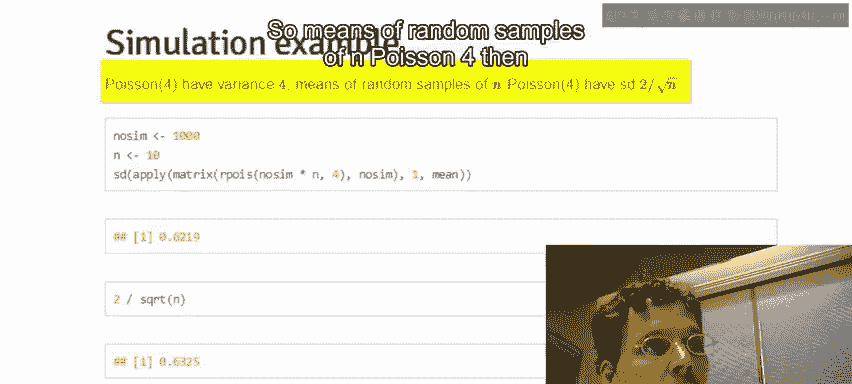 Simulation example
So means of random samples
of n Poisson 4 then
Poisson(4) have variance 4; means of random samples of n Poisson(4) have sd 2/√n
nosim <- 1000
n <- 10
sd(apply(matrix(rpois(nosim * n, 4), nosim), 1, mean))
## [1] 0.6219
2 / sqrt(n)
## [1] 0.6325